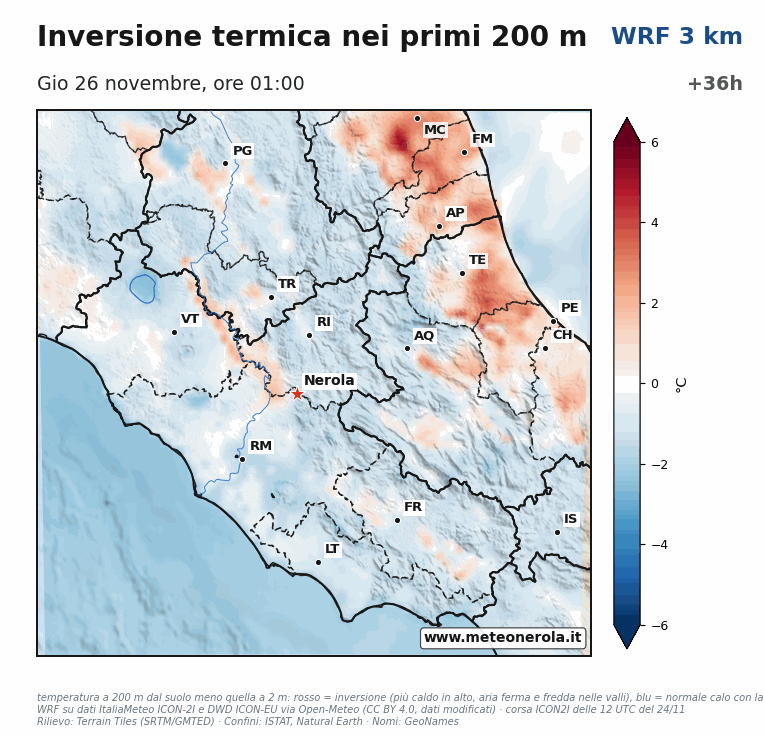 Inversione termica nei primi 200 m WRF 3 km
Gio 26 novembre, ore 01:00 +36h
MC
FM
PG
AP
TE
TR
PE
VT
RI
AQ
CH
Nerola
RM
FR
IS
LT
www.meteonerola.it
6
4
2
0
−2
−4
−6
°C
temperatura a 200 m dal suolo meno quella a 2 m: rosso = inversione (più caldo in alto, aria ferma e fredda nelle valli), blu = normale calo con la
WRF su dati ItaliaMeteo ICON-2I e DWD ICON-EU via Open-Meteo (CC BY 4.0, dati modificati) · corsa ICON2I delle 12 UTC del 24/11
Rilievo: Terrain Tiles (SRTM/GMTED) · Confini: ISTAT, Natural Earth · Nomi: GeoNames